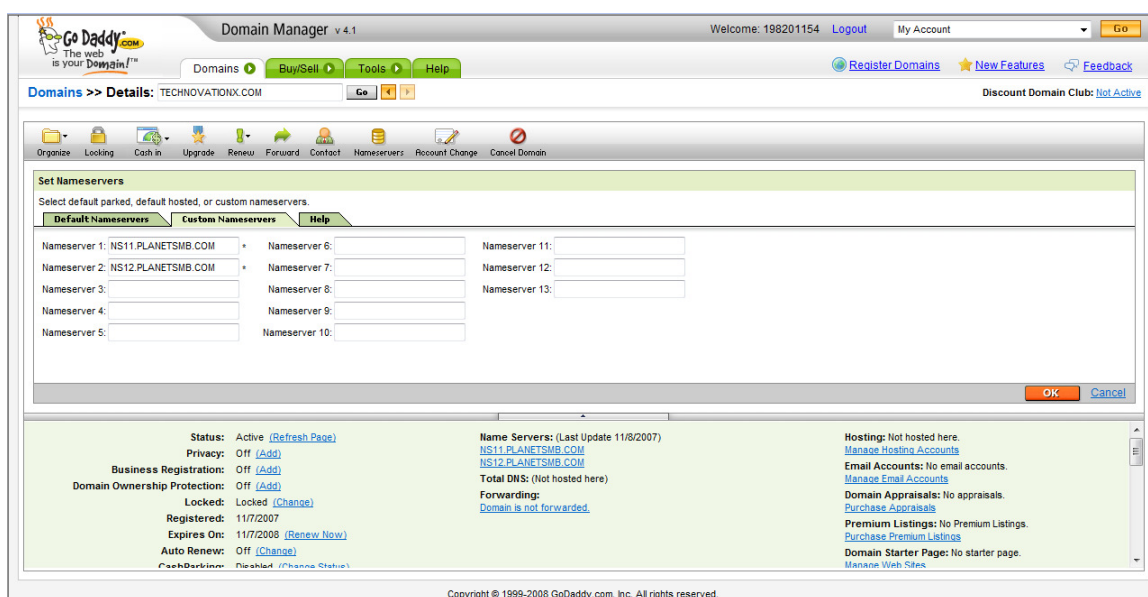 Go Daddy.com
The web
is your Domain!™
Domain Manager v 4.1
Welcome: 198201154 Logout My Account Go
Domains Buy/Sell Tools Help
Register Domains New Features Feedback
Domains >> Details: TECHNOVATIONX.COM Go
Discount Domain Club: Not Active
Organize Locking Cash in Upgrade Renew Forward Contact Nameservers Account Change Cancel Domain
Set Nameservers
Select default parked, default hosted, or custom nameservers.
Default Nameservers Custom Nameservers Help
Nameserver 1: NS11.PLANETSMB.COM * Nameserver 6: Nameserver 11:
Nameserver 2: NS12.PLANETSMB.COM * Nameserver 7: Nameserver 12:
Nameserver 3: Nameserver 8: Nameserver 13:
Nameserver 4: Nameserver 9:
Nameserver 5: Nameserver 10:
OK Cancel
Status: Active (Refresh Page)
Privacy: Off (Add)
Business Registration: Off (Add)
Domain Ownership Protection: Off (Add)
Locked: Locked (Change)
Registered: 11/7/2007
Expires On: 11/7/2008 (Renew Now)
Auto Renew: Off (Change)
CashParking: Disabled (Change Status)
Name Servers: (Last Update 11/8/2007)
NS11.PLANETSMB.COM
NS12.PLANETSMB.COM
Total DNS: (Not hosted here)
Forwarding:
Domain is not forwarded.
Hosting: Not hosted here.
Manage Hosting Accounts
Email Accounts: No email accounts.
Manage Email Accounts
Domain Appraisals: No appraisals.
Purchase Appraisals
Premium Listings: No Premium Listings.
Purchase Premium Listings
Domain Starter Page: No starter page.
Manage Web Sites
Copyright © 1999-2008 GoDaddy.com, Inc. All rights reserved.